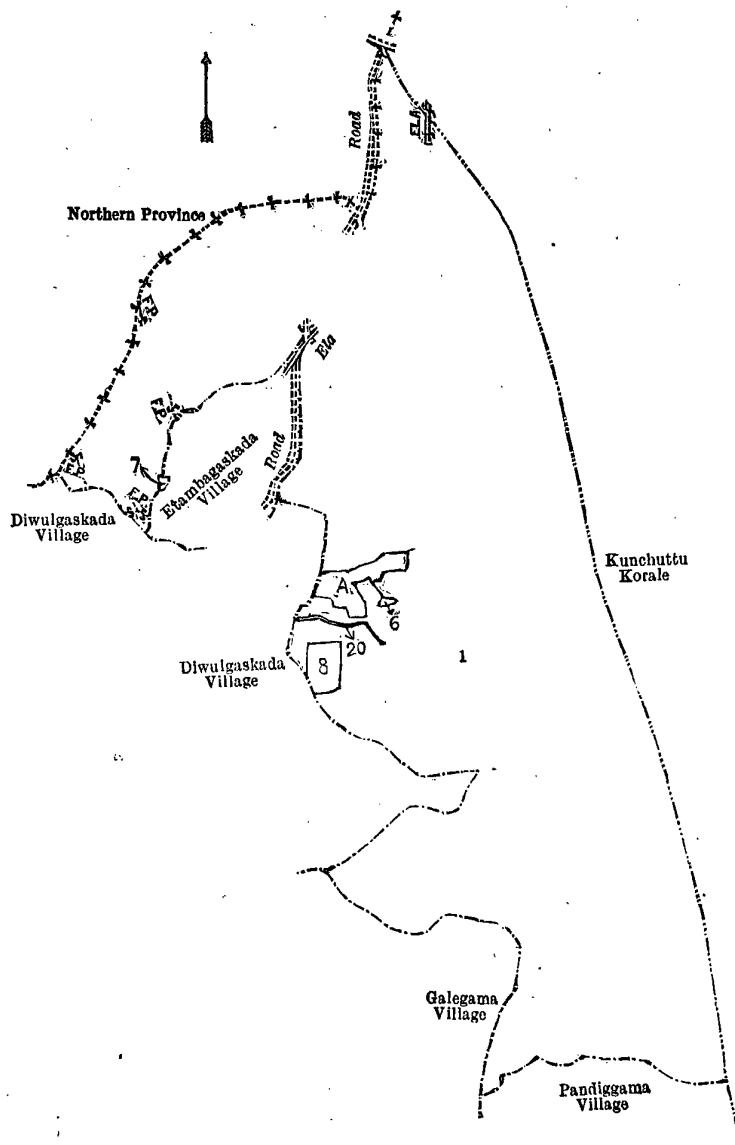 Road
ELA
Northern Province
F.P.
Ela
F.P.
Road
7
Etambagaskada
Village
F.P.
F.P.
Diwulgaskada
Village
Kunchuttu
Korale
A.
6
20
8
1
Diwulgaskada
Village
Galegama
Village
Pandiggama
Village